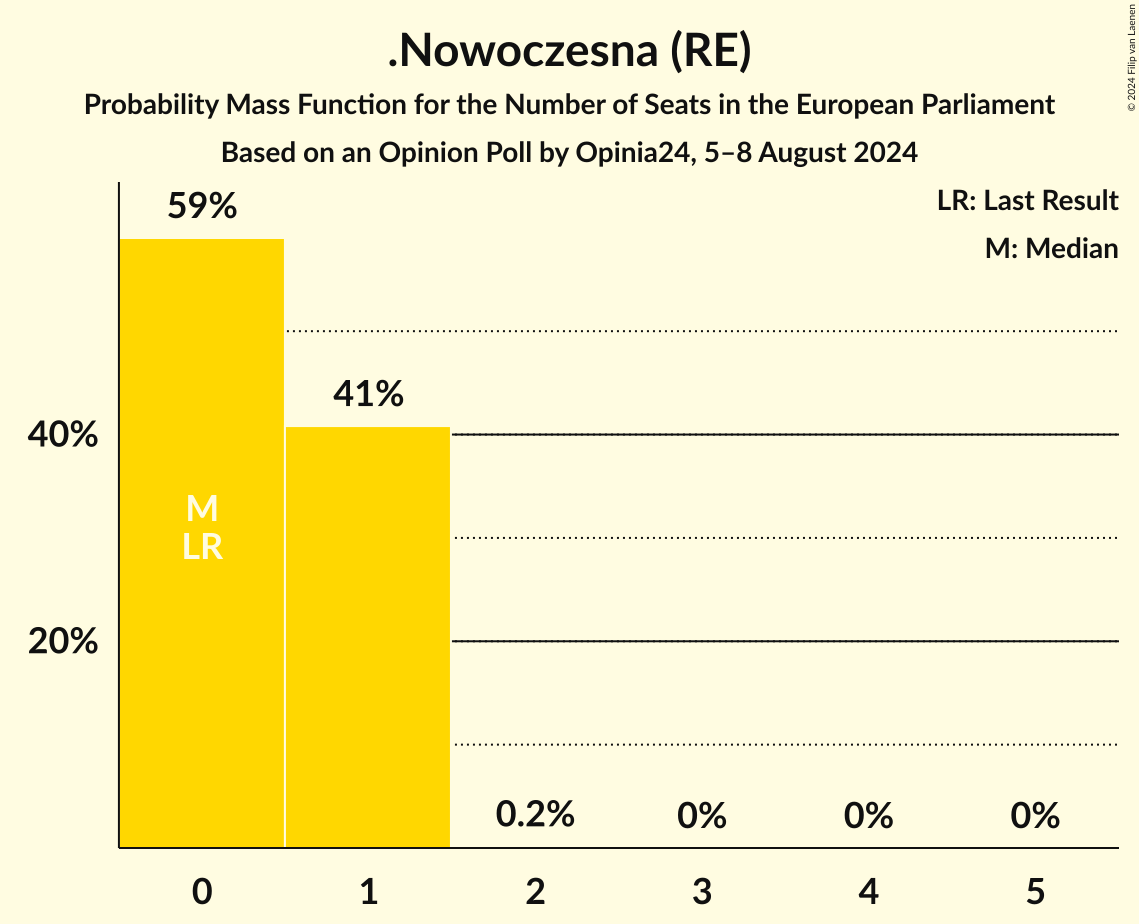 .Nowoczesna (RE)
Probability Mass Function for the Number of Seats in the European Parliament
Based on an Opinion Poll by Opinia24, 5–8 August 2024
© 2024 Filip van Laenen
LR: Last Result
M: Median
59%
41%
40%
M
LR
20%
0.2%
0%
0%
0%
0
1
2
3
4
5